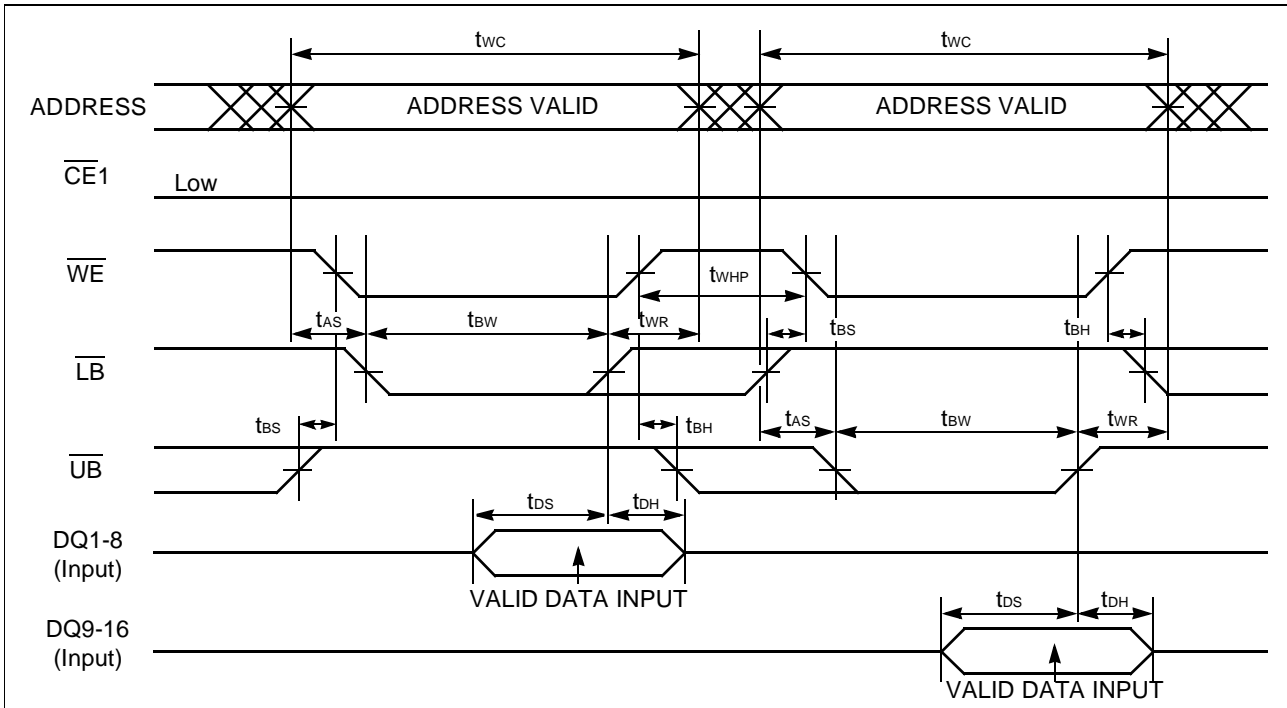 tWC tWC
ADDRESS ADDRESS VALID ADDRESS VALID
CE1 Low
WE
tWHP
tAS tBW tWR tBS tBH
LB
tBS tBH tAS tBW tWR
UB
tDS tDH
DQ1-8
(Input)
VALID DATA INPUT
tDS tDH
DQ9-16
(Input)
VALID DATA INPUT